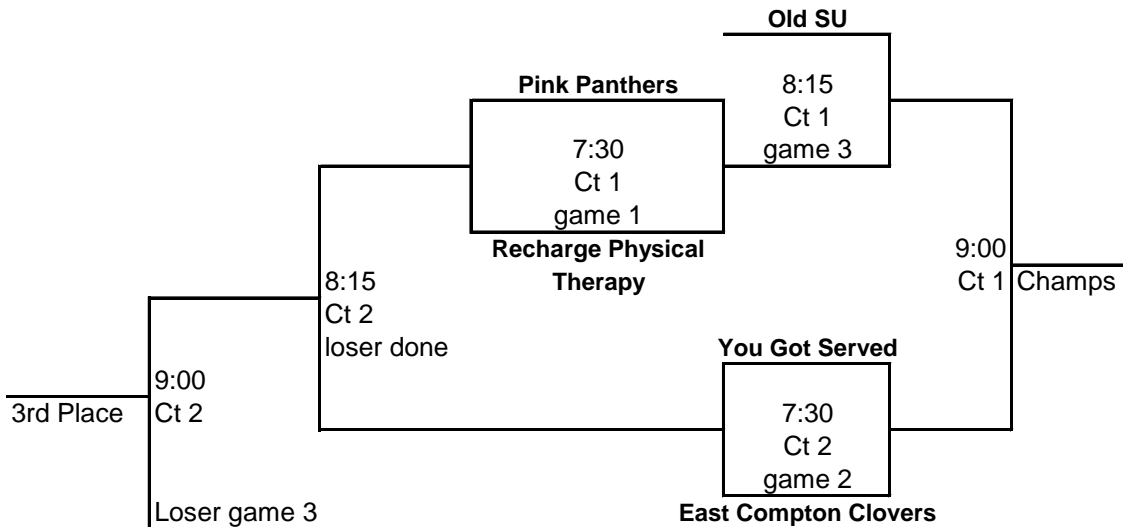 Old SU
Pink Panthers
8:15
Ct 1
game 3
7:30
Ct 1
game 1
Recharge Physical
Therapy
9:00
Ct 1
Champs
8:15
Ct 2
loser done
You Got Served
9:00
Ct 2
3rd Place
7:30
Ct 2
game 2
Loser game 3
East Compton Clovers